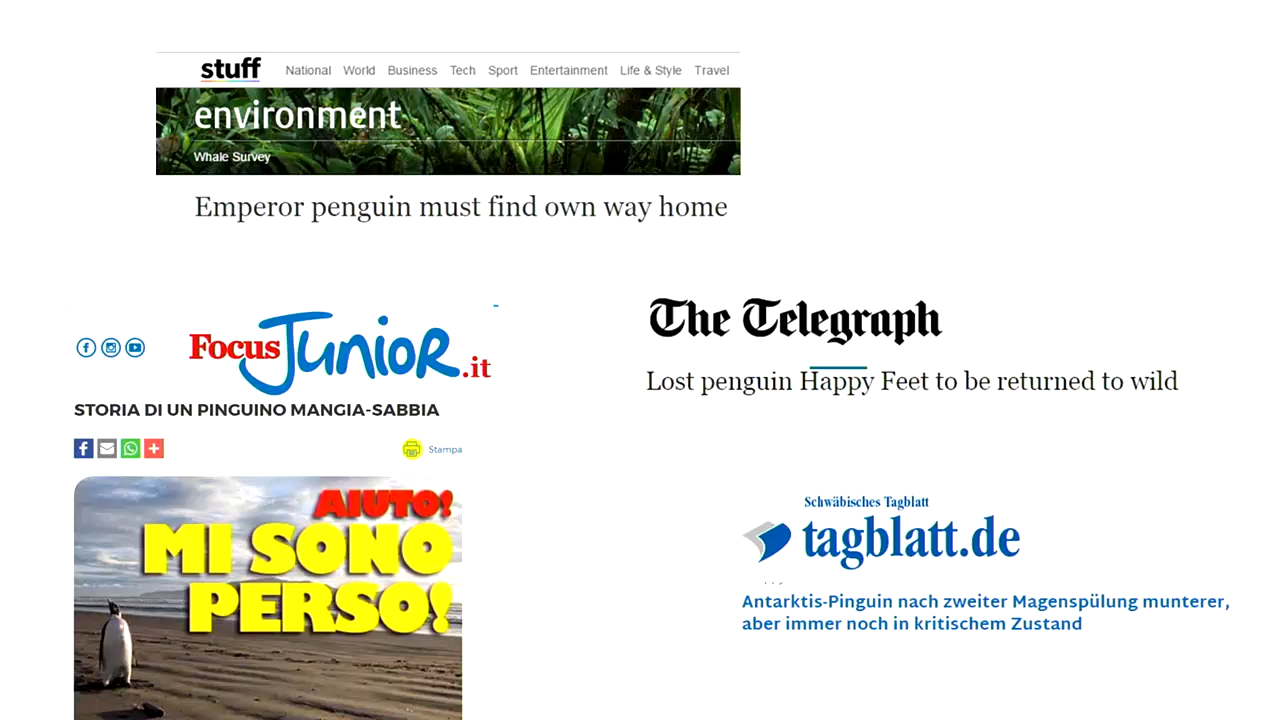 stuff National World Business Tech Sport Entertainment Life & Style Travel
environment
Whale Survey
Emperor penguin must find own way home
Focus Junior.it
STORIA DI UN PINGUINO MANGIA-SABBIA
Stampa
AIUTO!
MI SONO
PERSO!
The Telegraph
Lost penguin Happy Feet to be returned to wild
Schwäbisches Tagblatt
tagblatt.de
Antarktis-Pinguin nach zweiter Magenspülung munterer,
aber immer noch in kritischem Zustand